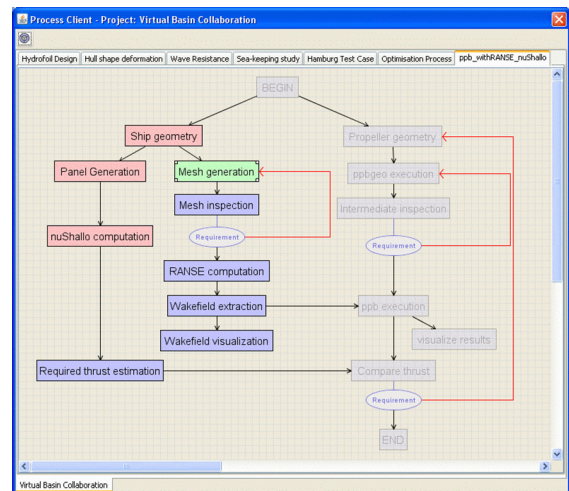 Process Client - Project: Virtual Basin Collaboration
Hydrofoil Design Hull shape deformation Wave Resistance Sea-keeping study Hamburg Test Case Optimisation Process ppb_withRANSE_nuShallo
BEGIN
Ship geometry Propeller geometry
Panel Generation Mesh generation ppbgeo execution
Mesh inspection Intermediate inspection
nuShallo computation Requirement Requirement
RANSE computation
Wakefield extraction ppb execution
Wakefield visualization visualize results
Required thrust estimation Compare thrust
Requirement
END
Virtual Basin Collaboration